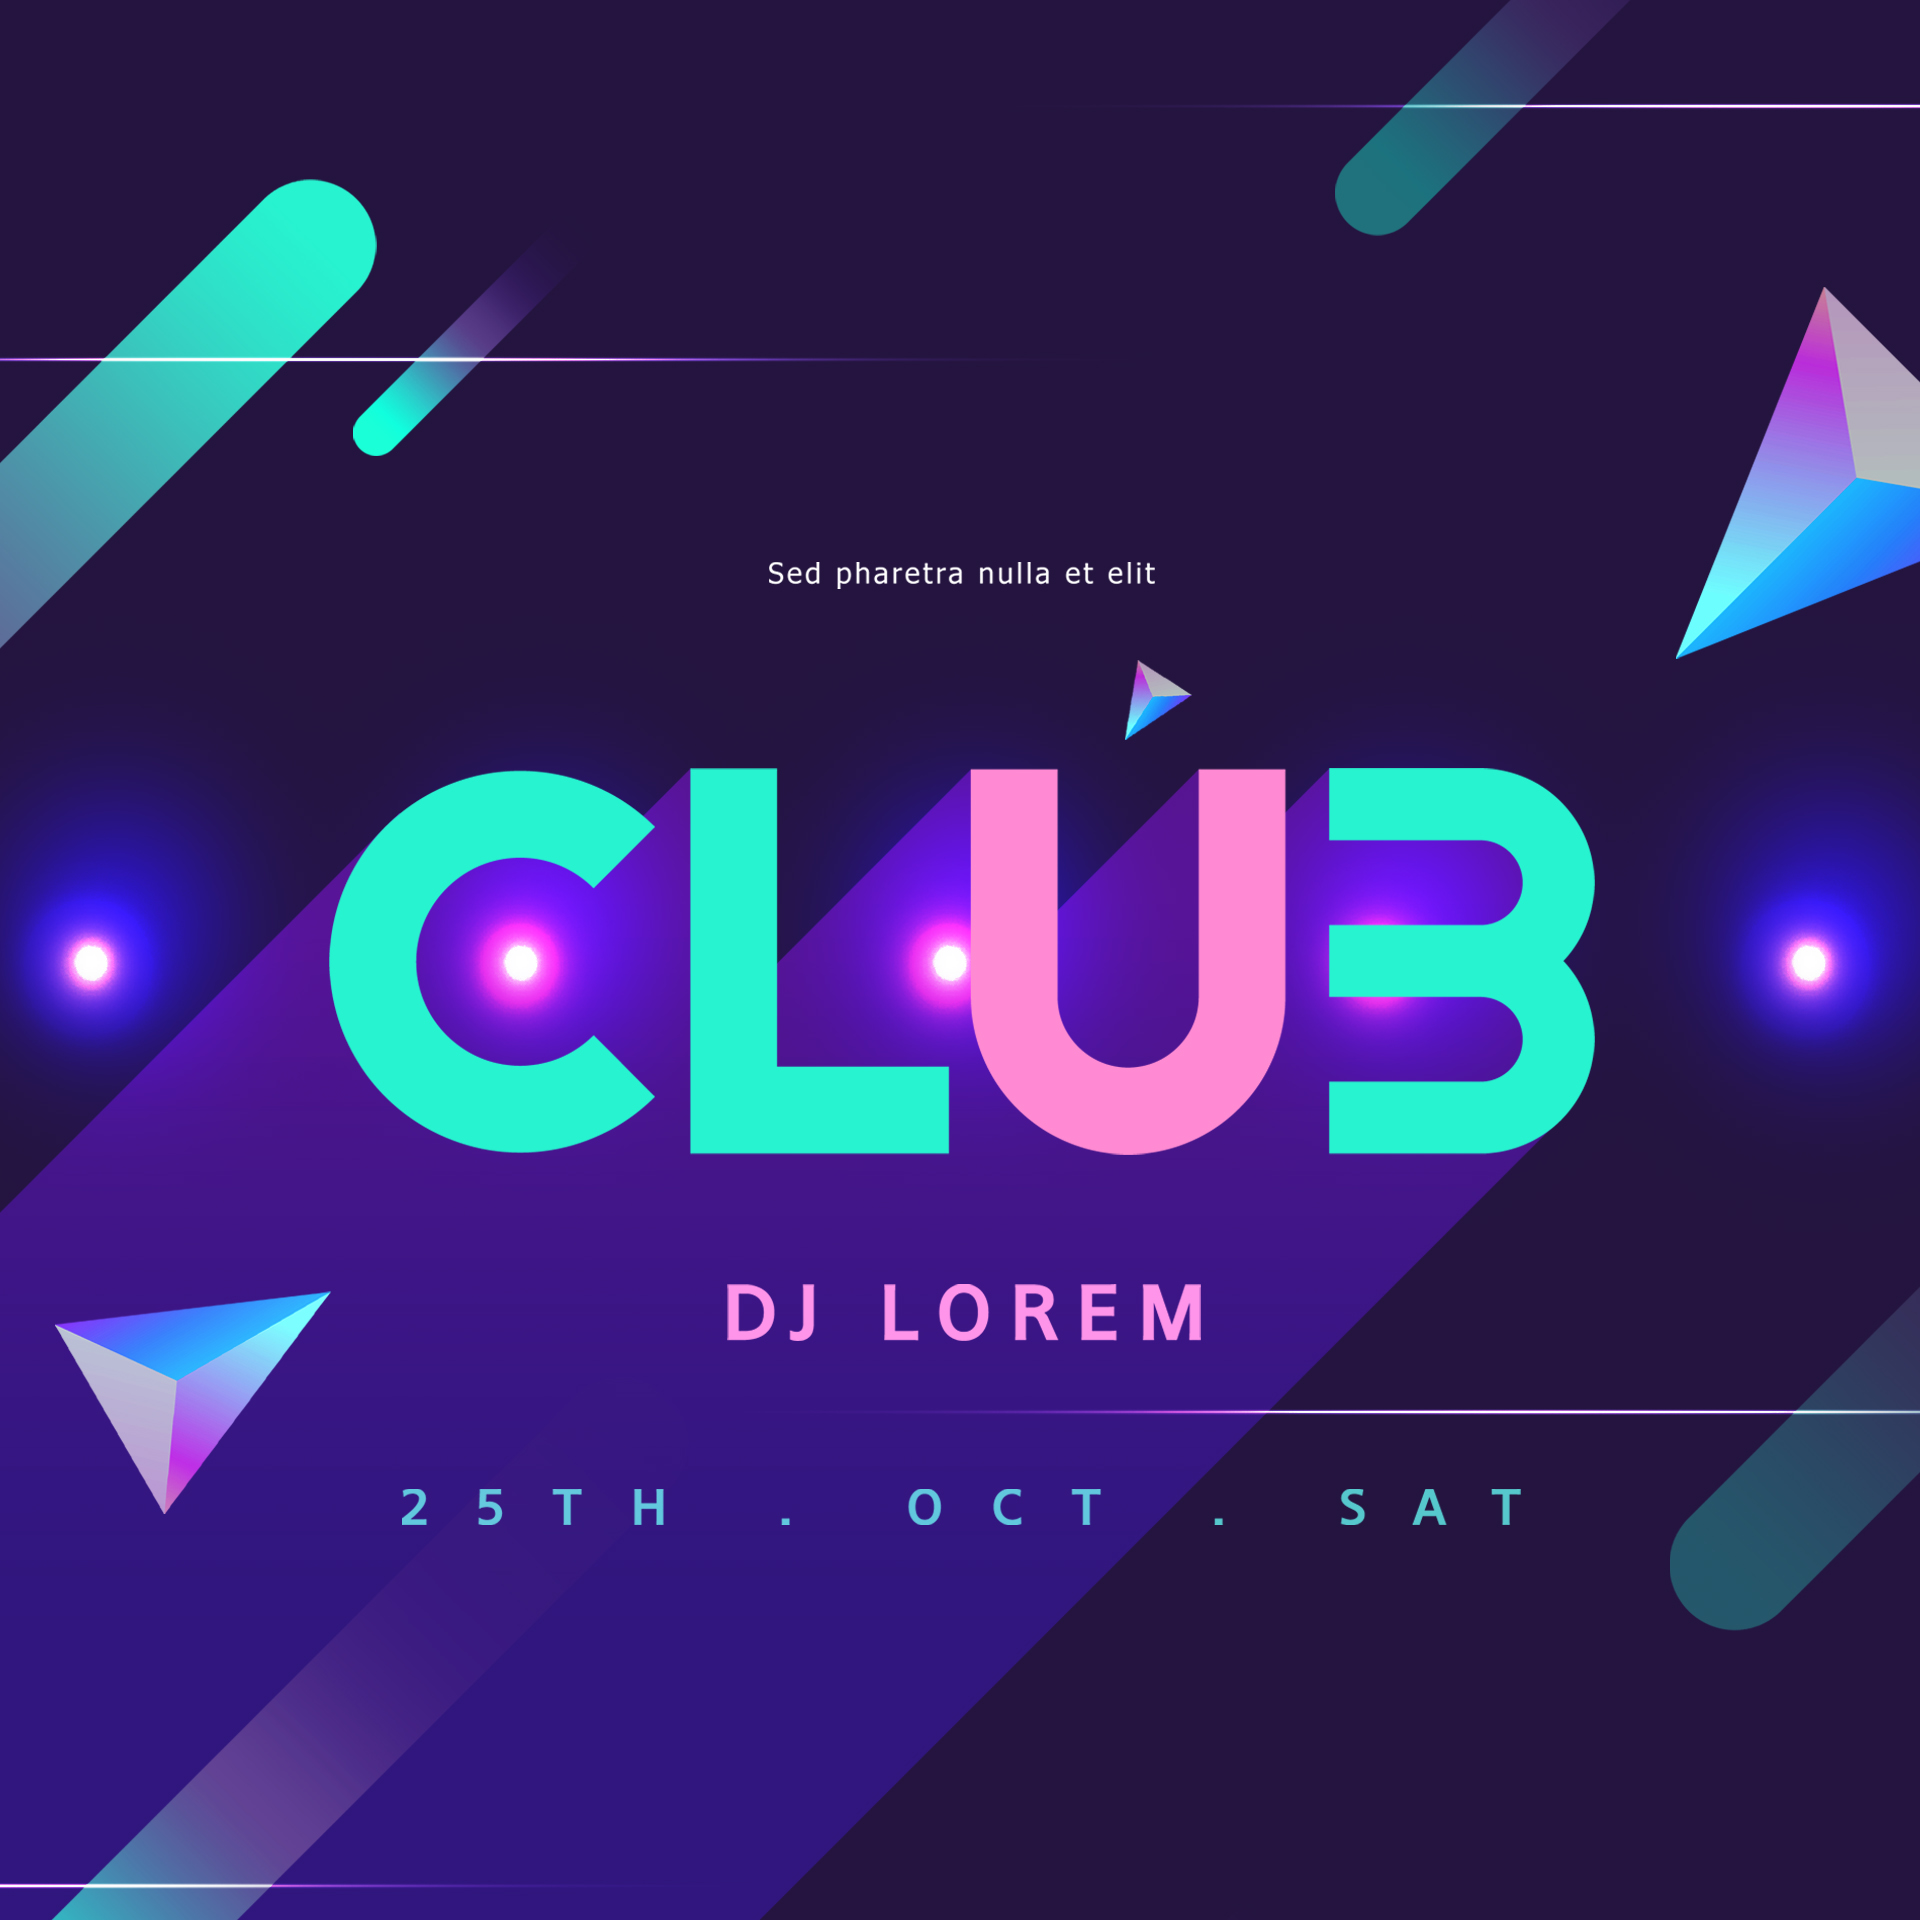 Sed pharetra nulla et elit
CLUB
DJ LOREM
25TH . OCT . SAT